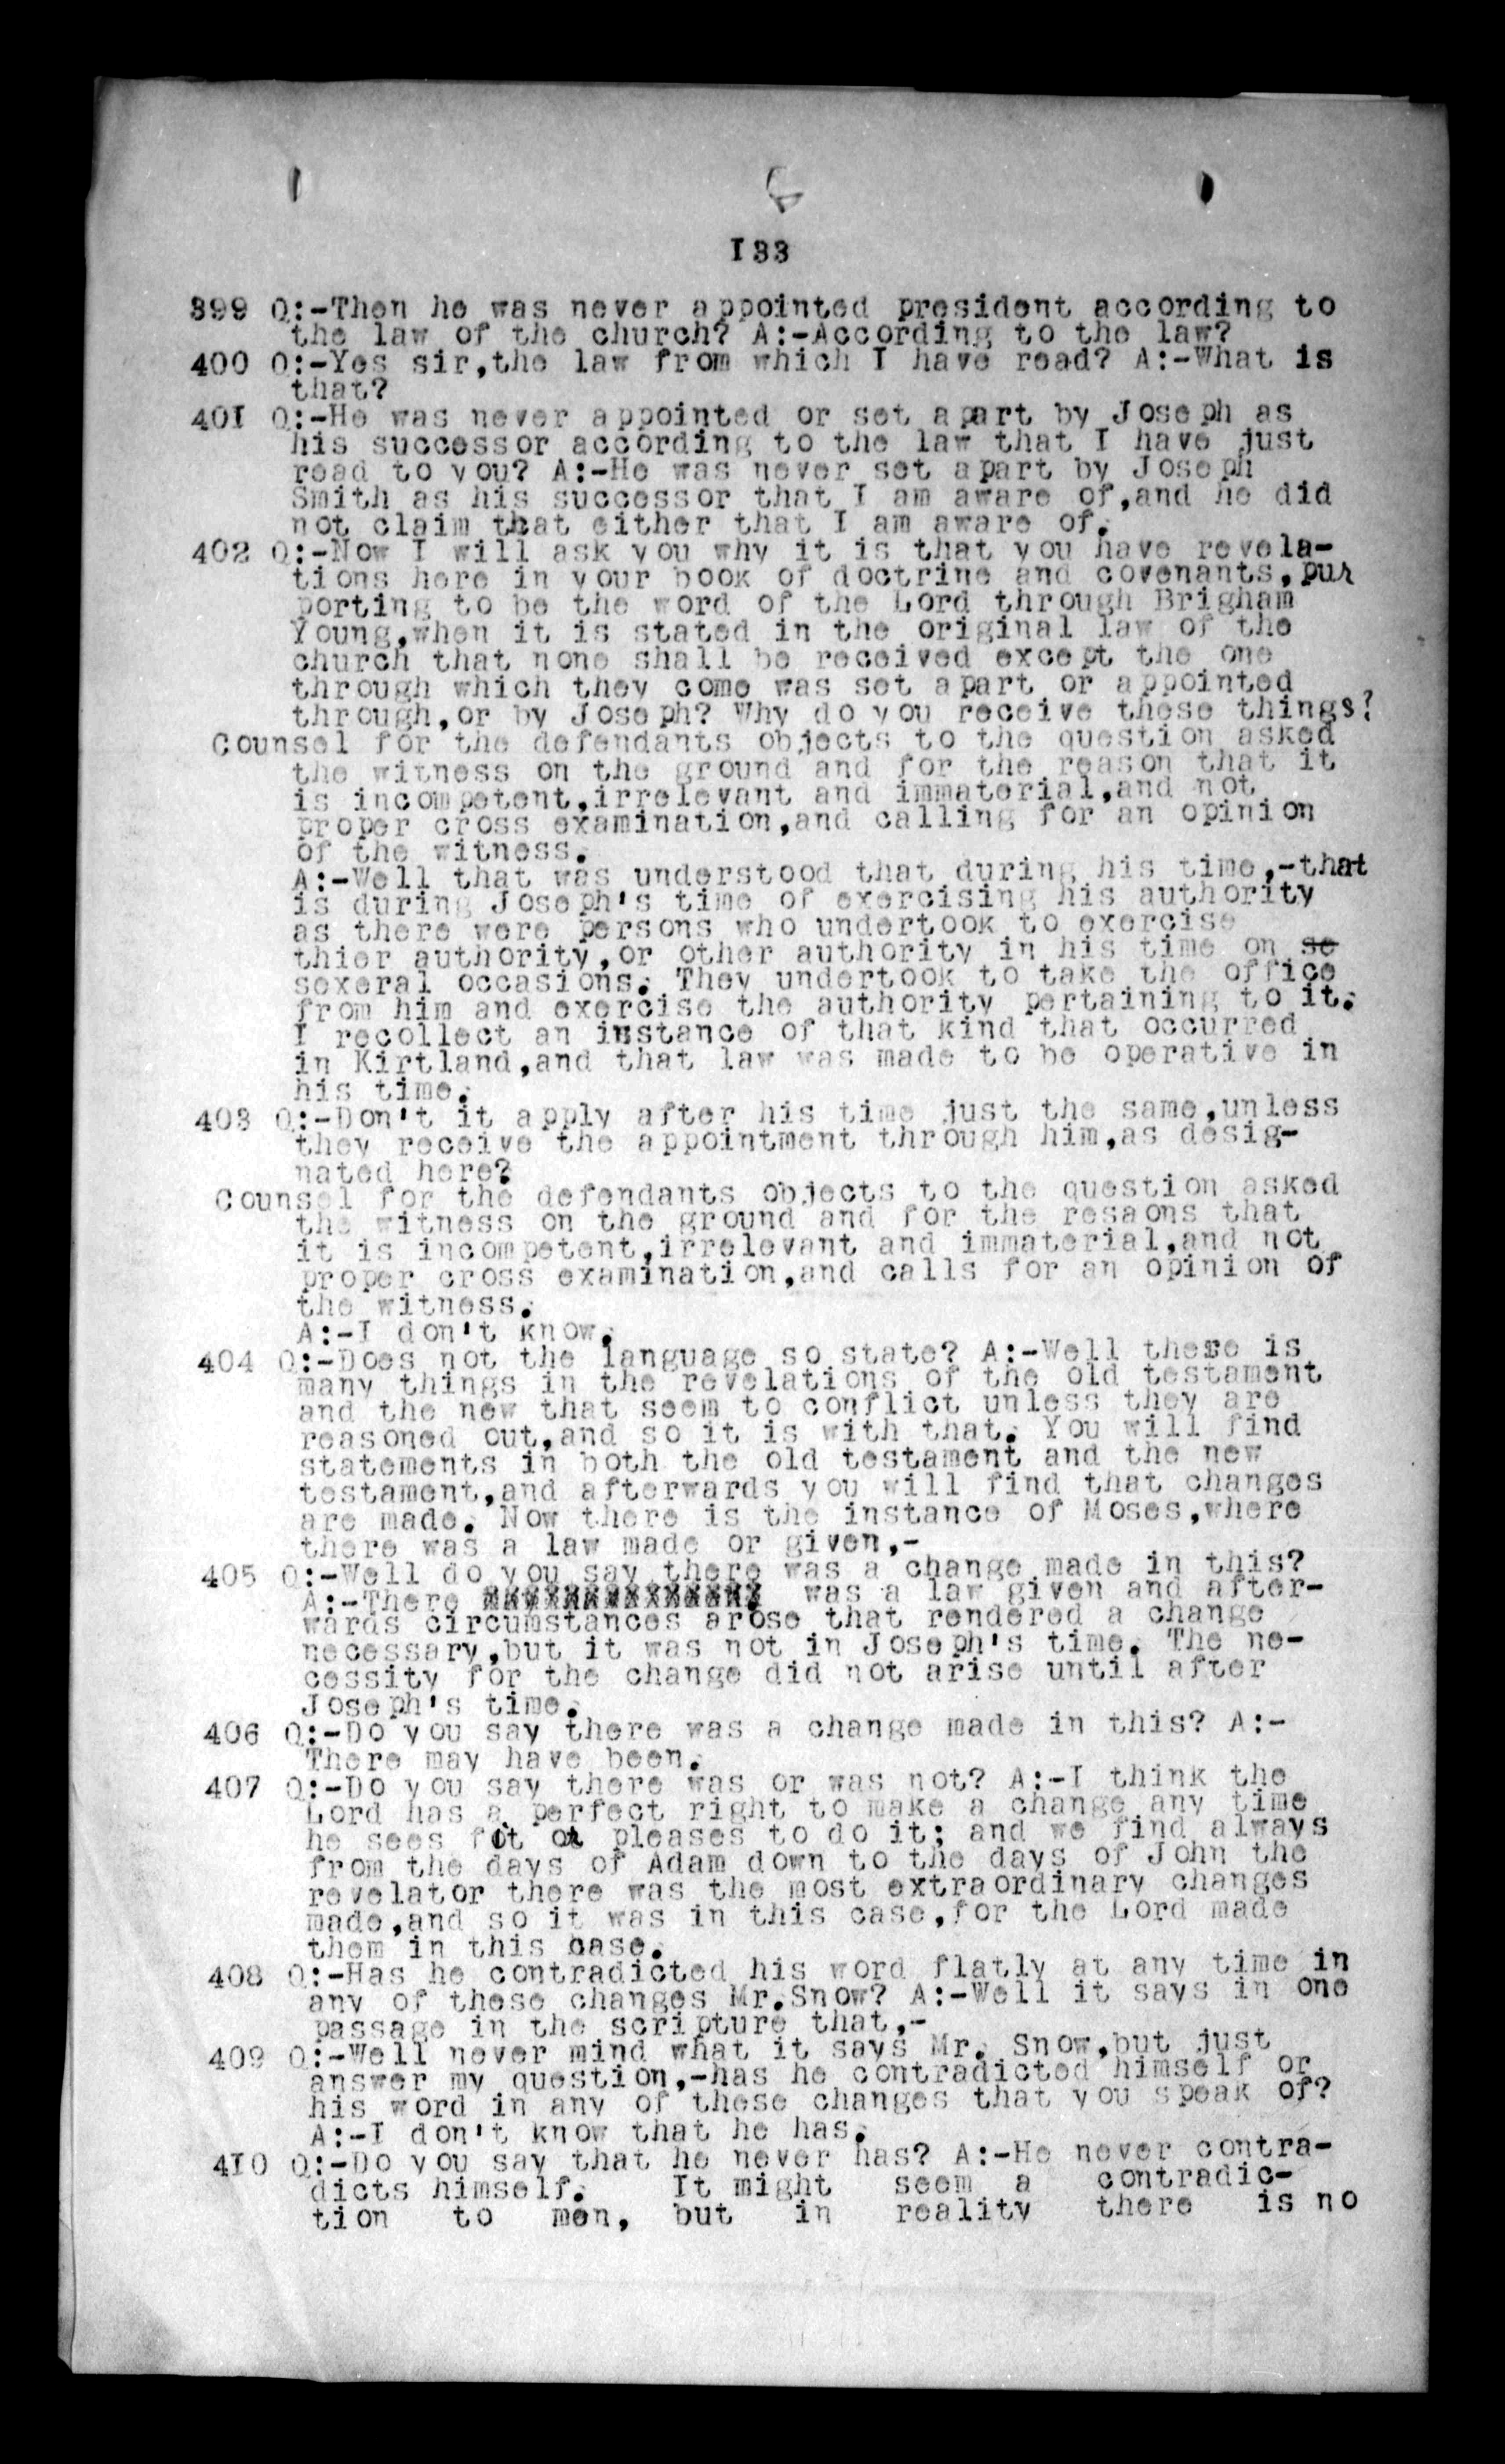 133
399 Q:-Then he was never appointed president according to
the law of the church? A:-According to the law?
400 Q:-Yes sir,the law from which I have read? A:-What is
that?
401 Q:-He was never appointed or set apart by Joseph as
his successor according to the law that I have just
read to you? A:-He was never set apart by Joseph
Smith as his successor that I am aware of,and he did
not claim that either that I am aware of.
402 Q:-Now I will ask you why it is that you have revela-
tions here in your book of doctrine and covenants,pur
porting to be the word of the Lord through Brigham
Young,when it is stated in the original law of the
church that none shall be received except the one
through which they come was set apart or appointed
through,or by Joseph? Why do you receive these things?
Counsel for the defendants objects to the question asked
the witness on the ground and for the reason that it
is incompetent,irrelevant and immaterial,and not
proper cross examination,and calling for an opinion
of the witness.
A:-Well that was understood that during his time,-that
is during Joseph's time of exercising his authority
as there were persons who undertook to exercise
thier authority,or other authority in his time on se
sexeral occasions. They undertook to take the office
from him and exercise the authority pertaining to it.
I recollect an instance of that kind that occurred
in Kirtland,and that law was made to be operative in
his time.
403 Q:-Don't it apply after his time just the same,unless
they receive the appointment through him,as desig-
nated here?
Counsel for the defendants objects to the question asked
the witness on the ground and for the resaons that
it is incompetent,irrelevant and immaterial,and not
proper cross examination,and calls for an opinion of
the witness.
A:-I don't know.
404 Q:-Does not the language so state? A:-Well there is
many things in the revelations of the old testament
and the new that seem to conflict unless they are
reasoned out,and so it is with that. You will find
statements in both the old testament and the new
testament,and afterwards you will find that changes
are made. Now there is the instance of Moses,where
there was a law made or given,-
405 Q:-Well do you say there was a change made in this?
A:-There was a law given and after-
wards circumstances arose that rendered a change
necessary,but it was not in Joseph's time. The ne-
cessity for the change did not arise until after
Joseph's time.
406 Q:-Do you say there was a change made in this? A:-
There may have been.
407 Q:-Do you say there was or was not? A:-I think the
Lord has a perfect right to make a change any time
he sees fit or pleases to do it; and we find always
from the days of Adam down to the days of John the
revelator there was the most extraordinary changes
made,and so it was in this case,for the Lord made
them in this case.
408 Q:-Has he contradicted his word flatly at any time in
any of these changes Mr.Snow? A:-Well it says in one
passage in the scripture that,-
409 Q:-Well never mind what it says Mr. Snow,but just
answer my question,-has he contradicted himself or
his word in any of these changes that you speak of?
A:-I don't know that he has.
410 Q:-Do you say that he never has? A:-He never contra-
dicts himself. It might seem a contradic-
tion to men, but in reality there is no